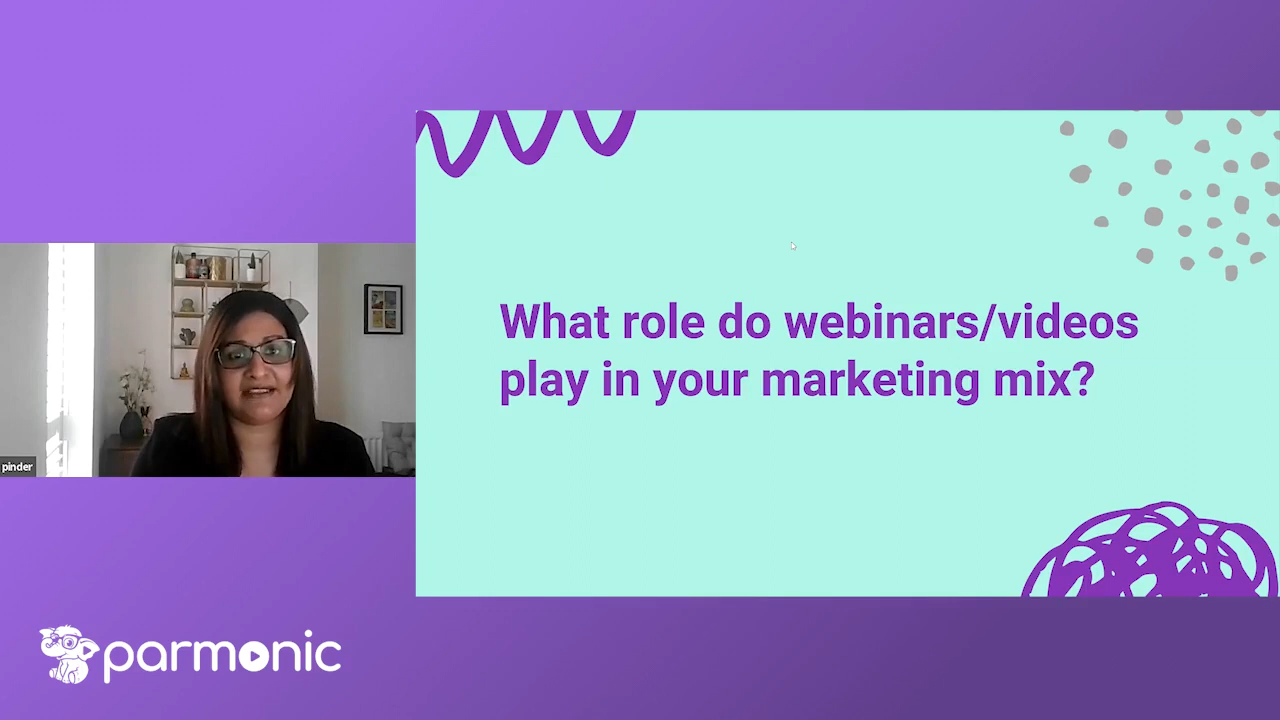 What role do webinars/videos
play in your marketing mix?
pinder
parmonic